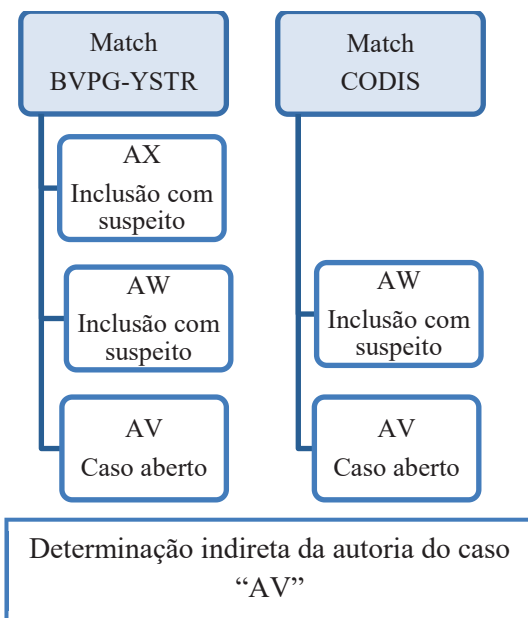 Match
BVPG-YSTR
AX
Inclusão com
suspeito
AW
Inclusão com
suspeito
AV
Caso aberto
Match
CODIS
AW
Inclusão com
suspeito
AV
Caso aberto
Determinação indireta da autoria do caso
“AV”